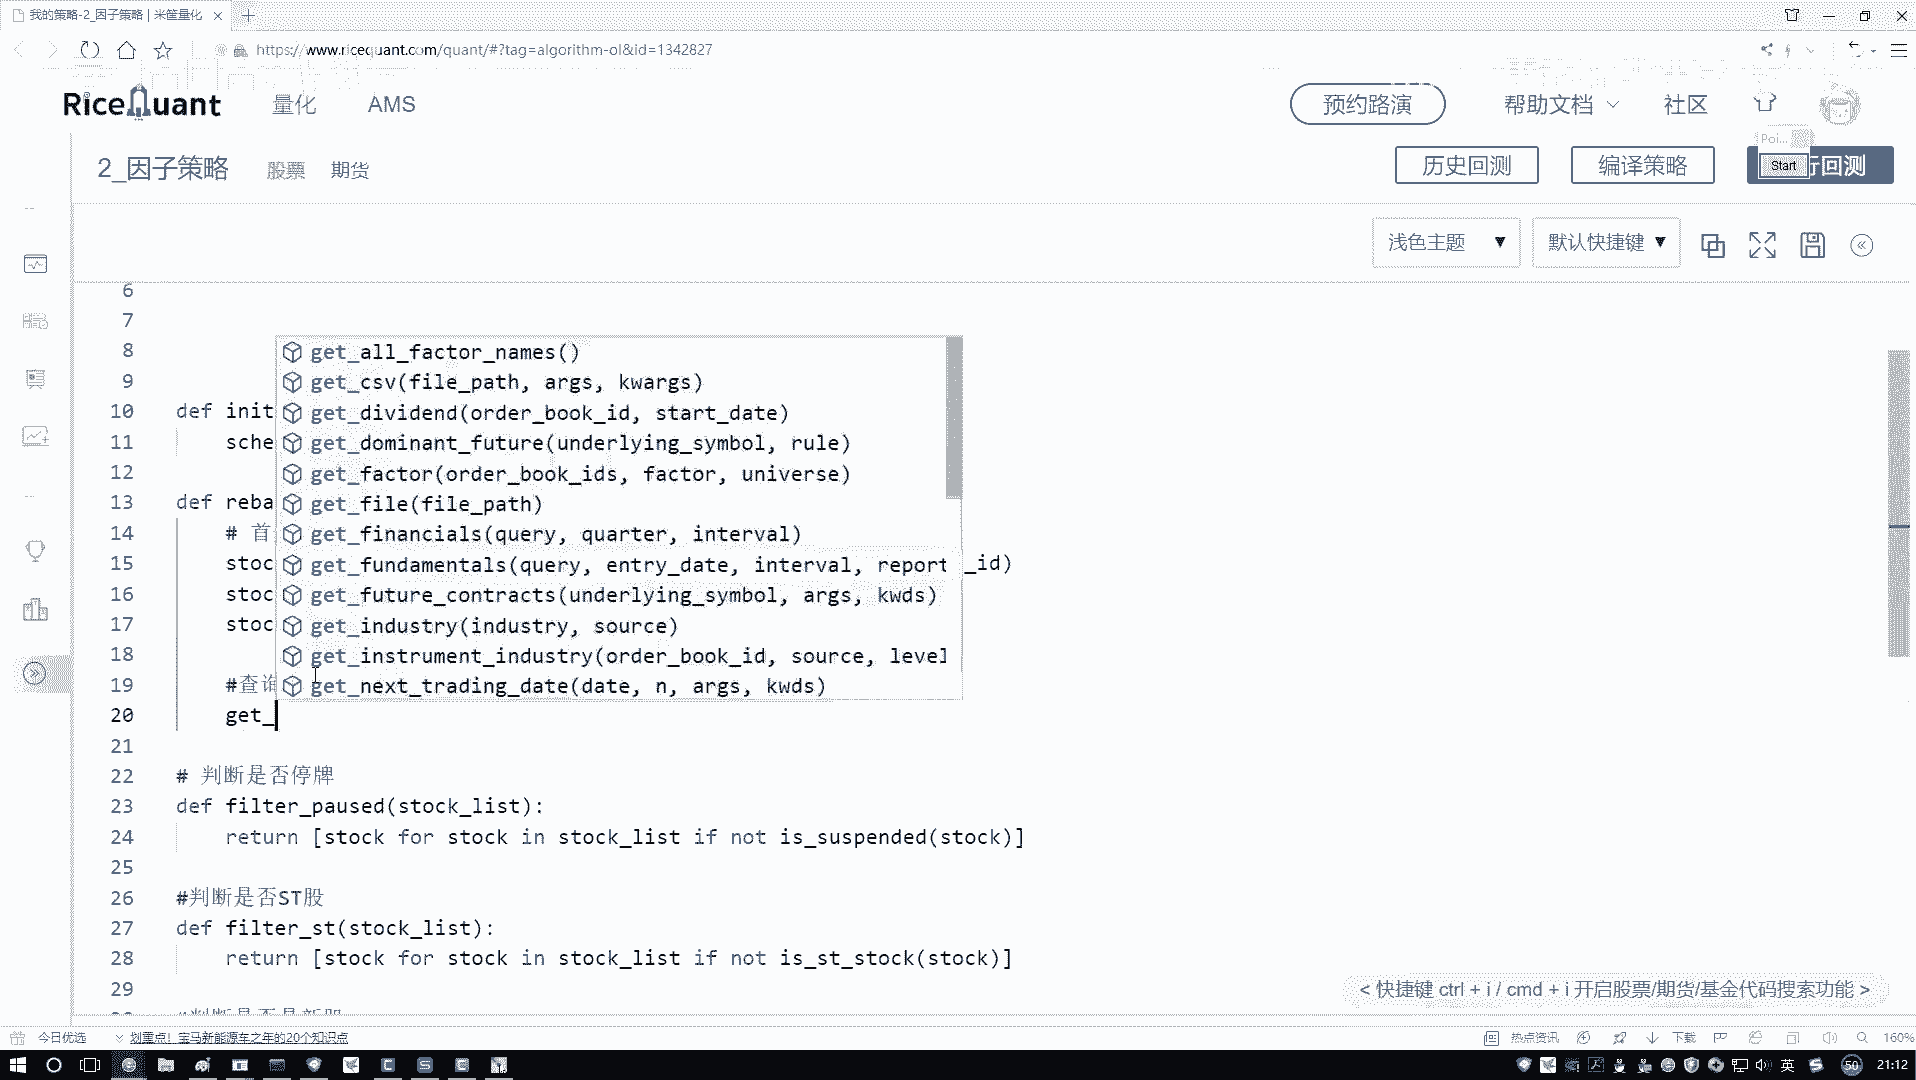 我的策略-2_因子策略 | 米筐量化
https://www.ricequant.com/quant/#?tag=algorithm-ol&id=1342827
RiceQuant 量化 AMS 预约路演 帮助文档 社区
Poi...
2_因子策略 股票 期货 历史回测 编译策略 Start 行回测
浅色主题 ▼ 默认快捷键 ▼
6
7
8 get_all_factor_names()
9 get_csv(file_path, args, kwargs)
10 def init get_dividend(order_book_id, start_date)
11 sche get_dominant_future(underlying_symbol, rule)
12 get_factor(order_book_ids, factor, universe)
13 def reba get_file(file_path)
14 # 首 get_financials(query, quarter, interval)
15 stoc get_fundamentals(query, entry_date, interval, report _id)
16 stoc get_future_contracts(underlying_symbol, args, kwds)
17 stoc get_industry(industry, source)
18 get_instrument_industry(order_book_id, source, level
19 #查询 get_next_trading_date(date, n, args, kwds)
20 get_
21
22 # 判断是否停牌
23 def filter_paused(stock_list):
24 return [stock for stock in stock_list if not is_suspended(stock)]
25
26 #判断是否ST股
27 def filter_st(stock_list):
28 return [stock for stock in stock_list if not is_st_stock(stock)]
29
< 快捷键 ctrl + i / cmd + i 开启股票/期货/基金代码搜索功能 >
今日优选 划重点！宝马新能源车之年的20个知识点 热点资讯 下载 160%
英 50 21:12